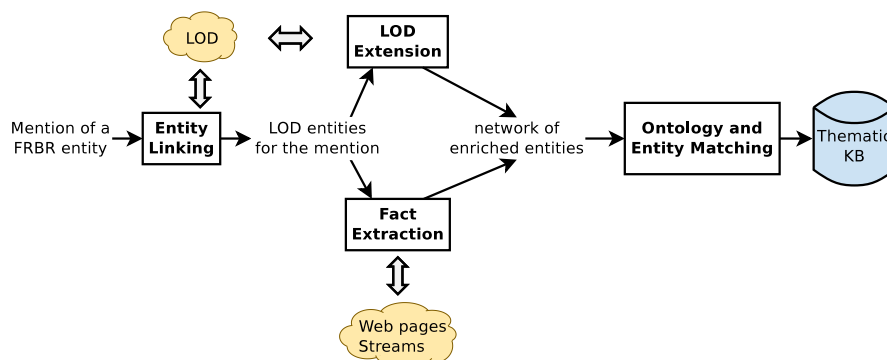 LOD
LOD
Extension
Mention of a
FRBR entity
Entity
Linking
LOD entities
for the mention
network of
enriched entities
Ontology and
Entity Matching
Thematic
KB
Fact
Extraction
Web pages
Streams